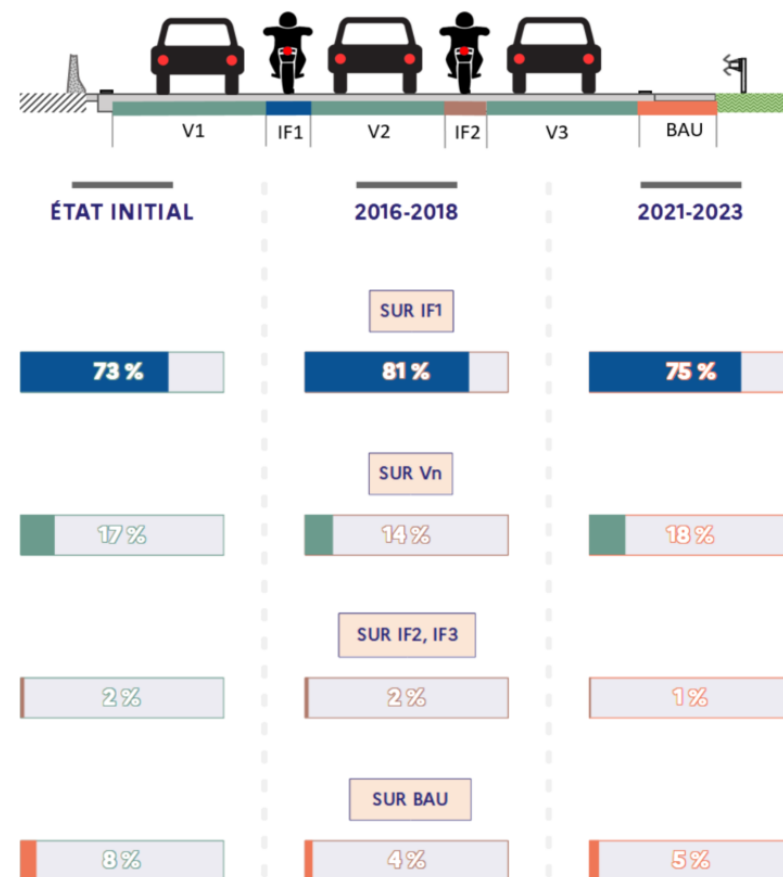 V1 IF1 V2 IF2 V3 BAU
ÉTAT INITIAL 2016-2018 2021-2023
SUR IF1
73 % 81 % 75 %
SUR Vn
17 % 14 % 18 %
SUR IF2, IF3
2 % 2 % 1 %
SUR BAU
8 % 4 % 5 %